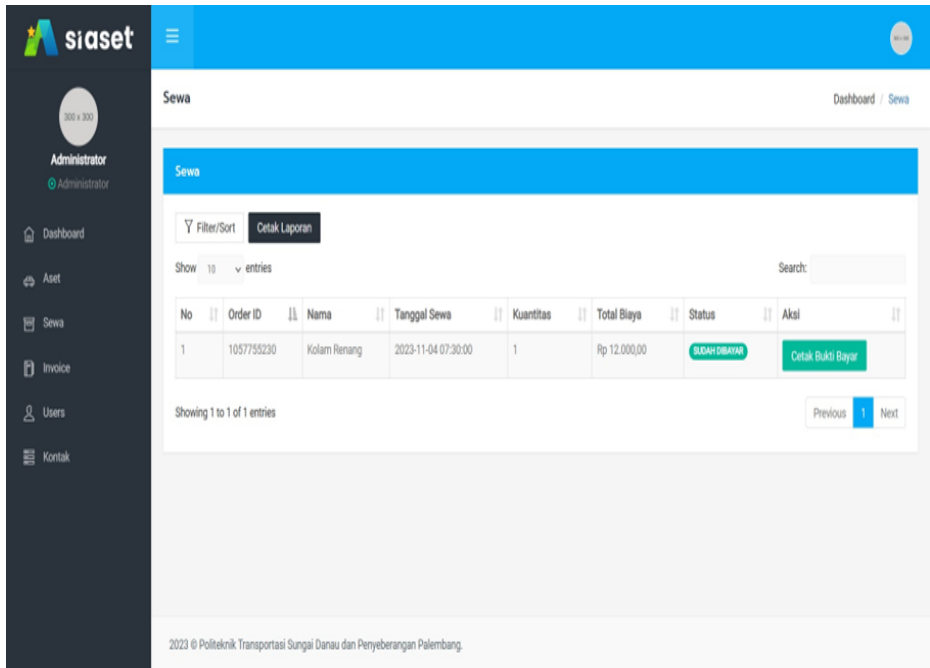 siaset
300 x 300
Administrator
Administrator
Dashboard
Aset
Sewa
Invoice
Users
Kontak
Sewa
Dashboard / Sewa
Sewa
Filter/Sort Cetak Laporan
Show 10 entries Search:
No Order ID Nama Tanggal Sewa Kuantitas Total Biaya Status Aksi
1 1057755230 Kolam Renang 2023-11-04 07:30:00 1 Rp 12.000,00 SUDAH DIBAYAR Cetak Bukti Bayar
Showing 1 to 1 of 1 entries Previous 1 Next
2023 © Politeknik Transportasi Sungai Danau dan Penyeberangan Palembang.